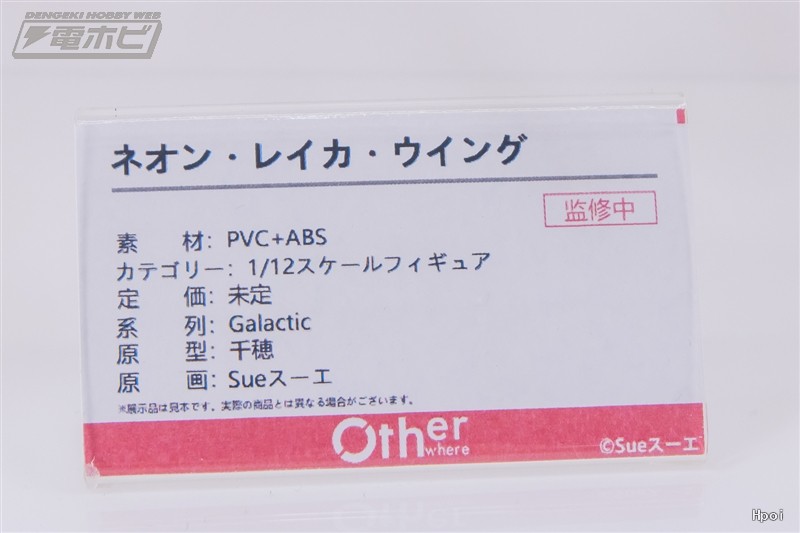 DENGEKI HOBBY WEB
電ホビ
ネオン・レイカ・ウイング
监修中
素 材: PVC+ABS
カテゴリー: 1/12スケールフィギュア
定 価: 未定
系 列: Galactic
原 型: 千穂
原 画: Sueスーエ
※展示品は見本です。実際の商品とは異なる場合がございます。
Other
where
©Sueスーエ
Hpoi